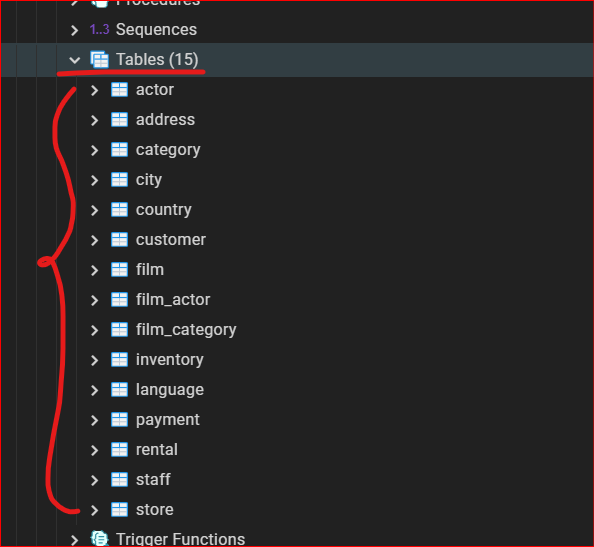 Procedures
1..3 Sequences
Tables (15)
actor
address
category
city
country
customer
film
film_actor
film_category
inventory
language
payment
rental
staff
store
Trigger Functions